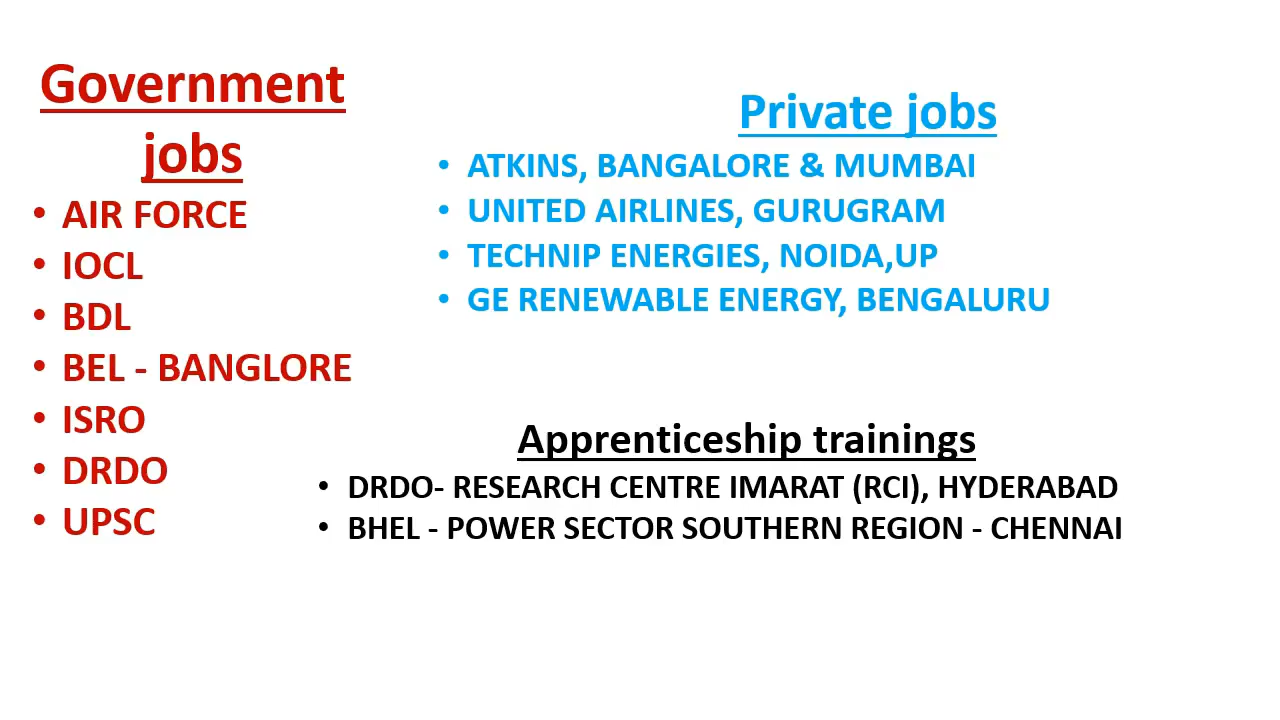 Government
jobs
• AIR FORCE
• IOCL
• BDL
• BEL - BANGLORE
• ISRO
• DRDO
• UPSC
Private jobs
• ATKINS, BANGALORE & MUMBAI
• UNITED AIRLINES, GURUGRAM
• TECHNIP ENERGIES, NOIDA,UP
• GE RENEWABLE ENERGY, BENGALURU
Apprenticeship trainings
• DRDO- RESEARCH CENTRE IMARAT (RCI), HYDERABAD
• BHEL - POWER SECTOR SOUTHERN REGION - CHENNAI